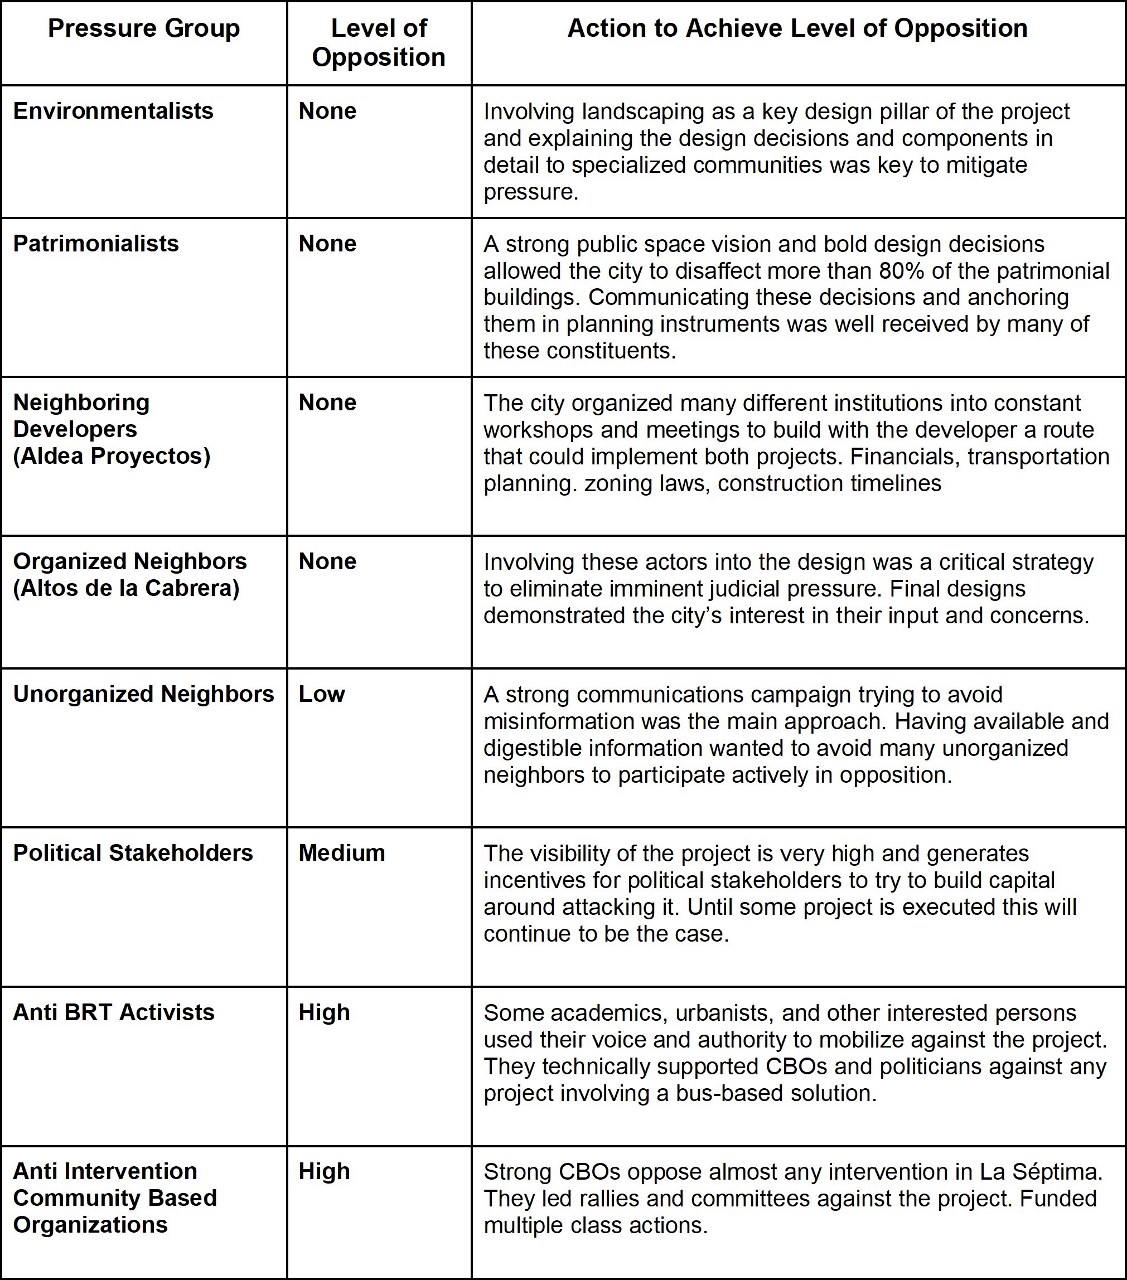 Pressure Group
Level of
Opposition
Action to Achieve Level of Opposition
Environmentalists
None
Involving landscaping as a key design pillar of the project
and explaining the design decisions and components in
detail to specialized communities was key to mitigate
pressure.
Patrimonialists
None
A strong public space vision and bold design decisions
allowed the city to disaffect more than 80% of the patrimonial
buildings. Communicating these decisions and anchoring
them in planning instruments was well received by many of
these constituents.
Neighboring
Developers
(Aldea Proyectos)
None
The city organized many different institutions into constant
workshops and meetings to build with the developer a route
that could implement both projects. Financials, transportation
planning. zoning laws, construction timelines
Organized Neighbors
(Altos de la Cabrera)
None
Involving these actors into the design was a critical strategy
to eliminate imminent judicial pressure. Final designs
demonstrated the city's interest in their input and concerns.
Unorganized Neighbors
Low
A strong communications campaign trying to avoid
misinformation was the main approach. Having available and
digestible information wanted to avoid many unorganized
neighbors to participate actively in opposition.
Political Stakeholders
Medium
The visibility of the project is very high and generates
incentives for political stakeholders to try to build capital
around attacking it. Until some project is executed this will
continue to be the case.
Anti BRT Activists
High
Some academics, urbanists, and other interested persons
used their voice and authority to mobilize against the project.
They technically supported CBOs and politicians against any
project involving a bus-based solution.
Anti Intervention
Community Based
Organizations
High
Strong CBOs oppose almost any intervention in La Séptima.
They led rallies and committees against the project. Funded
multiple class actions.